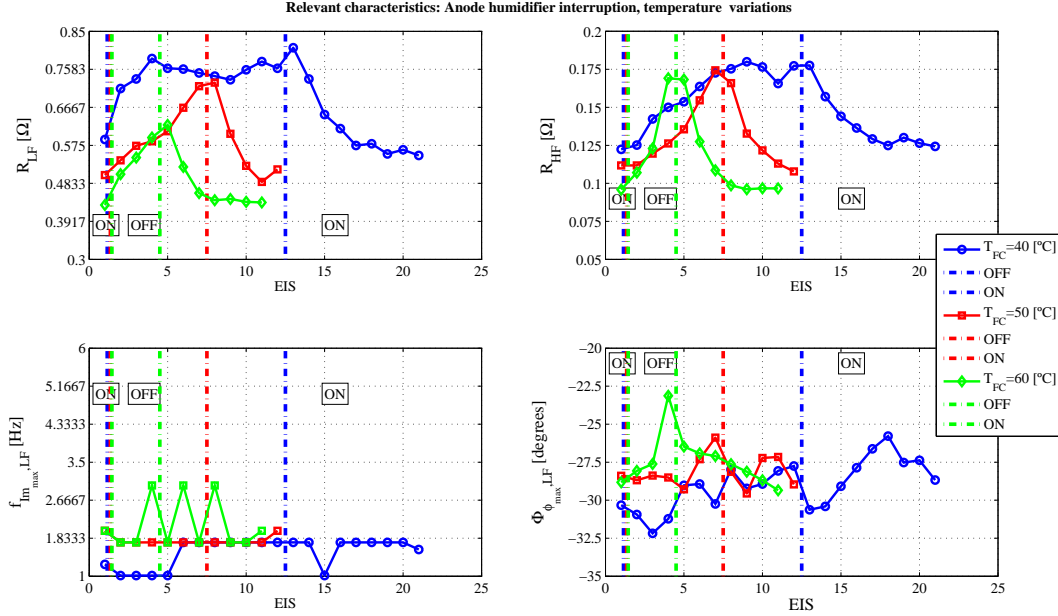 Relevant characteristics: Anode humidifier interruption, temperature variations
0.85
0.7583
0.6667
0.575
0.4833
0.3917
0.3
R_LF [Ω]
ON
OFF
ON
0 5 10 15 20 25
EIS
0.2
0.175
0.15
0.125
0.1
0.075
0.05
R_HF [Ω]
ON
OFF
ON
0 5 10 15 20 25
EIS
T_FC=40 [ºC]
OFF
ON
T_FC=50 [ºC]
OFF
ON
T_FC=60 [ºC]
OFF
ON
6
5.1667
4.3333
3.5
2.6667
1.8333
1
f_Im_max,LF [Hz]
ON
OFF
ON
0 5 10 15 20 25
EIS
−20
−22.5
−25
−27.5
−30
−32.5
−35
Φ_ϕ_max,LF [degrees]
ON
OFF
ON
0 5 10 15 20 25
EIS